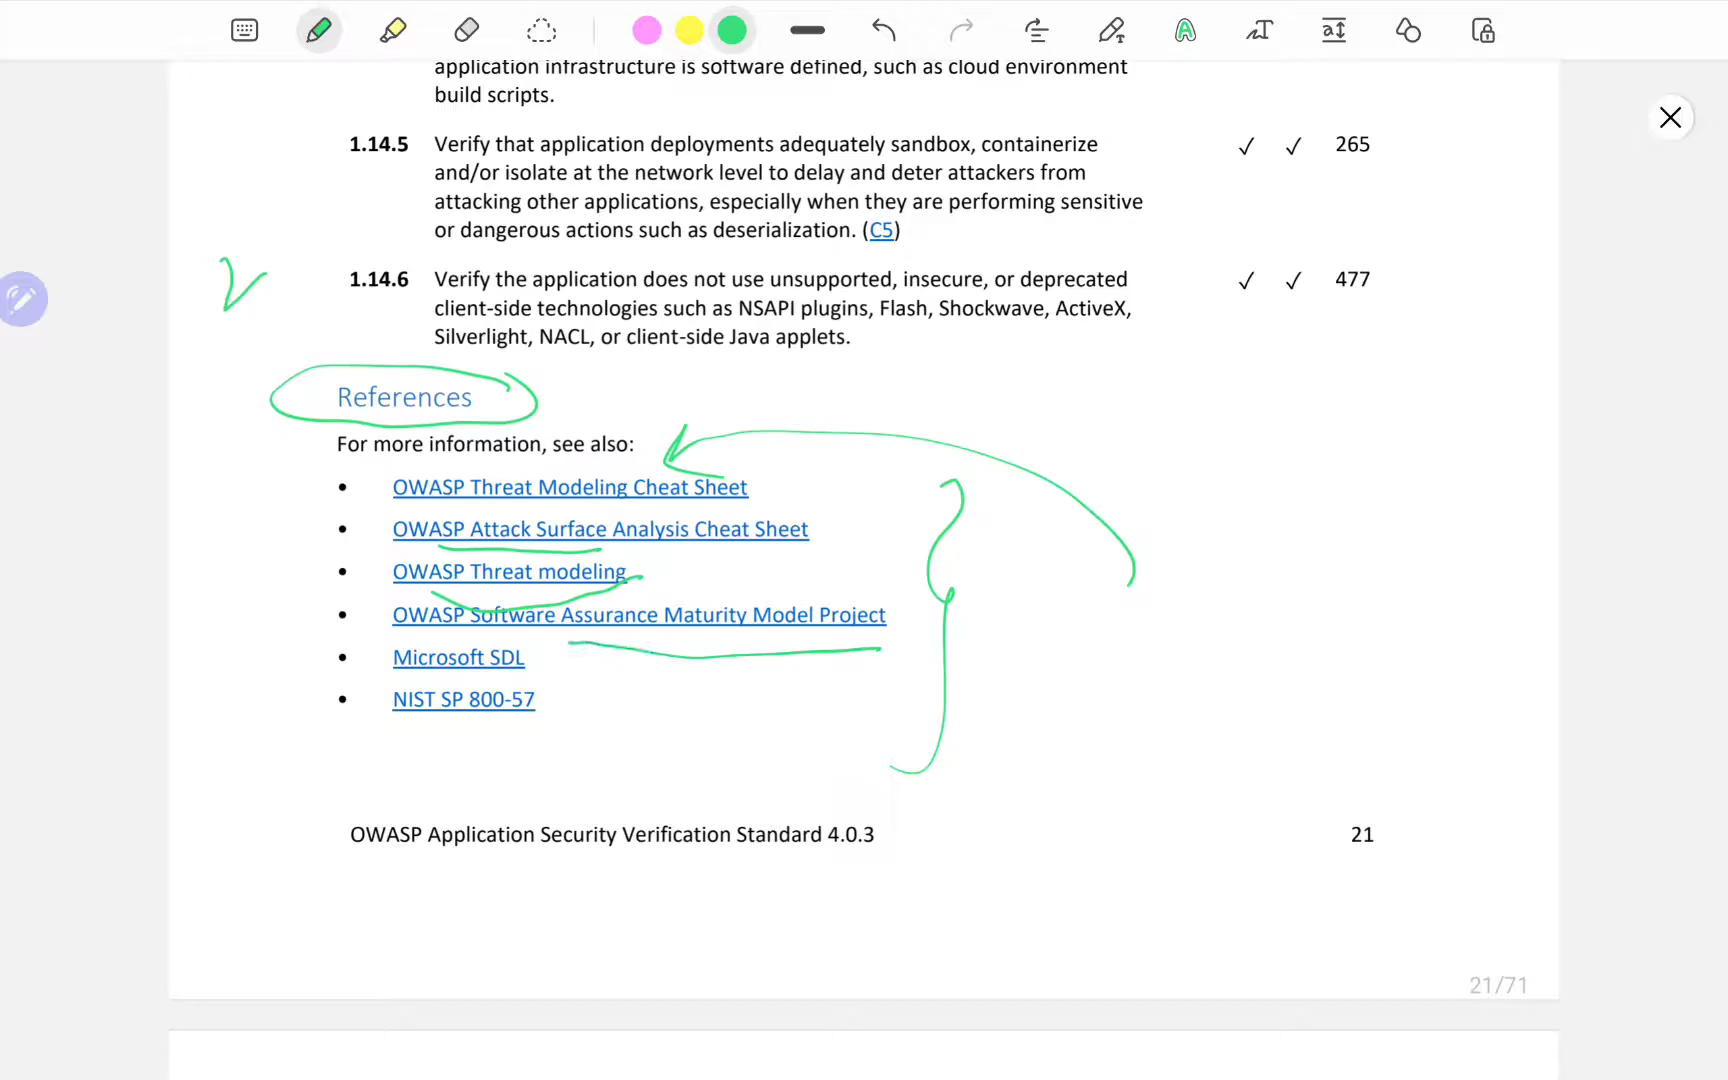 application infrastructure is software defined, such as cloud environment
build scripts.
1.14.5 Verify that application deployments adequately sandbox, containerize ✓ ✓ 265
and/or isolate at the network level to delay and deter attackers from
attacking other applications, especially when they are performing sensitive
or dangerous actions such as deserialization. (C5)
1.14.6 Verify the application does not use unsupported, insecure, or deprecated ✓ ✓ 477
client-side technologies such as NSAPI plugins, Flash, Shockwave, ActiveX,
Silverlight, NACL, or client-side Java applets.
References
For more information, see also:
• OWASP Threat Modeling Cheat Sheet
• OWASP Attack Surface Analysis Cheat Sheet
• OWASP Threat modeling
• OWASP Software Assurance Maturity Model Project
• Microsoft SDL
• NIST SP 800-57
OWASP Application Security Verification Standard 4.0.3 21
21/71